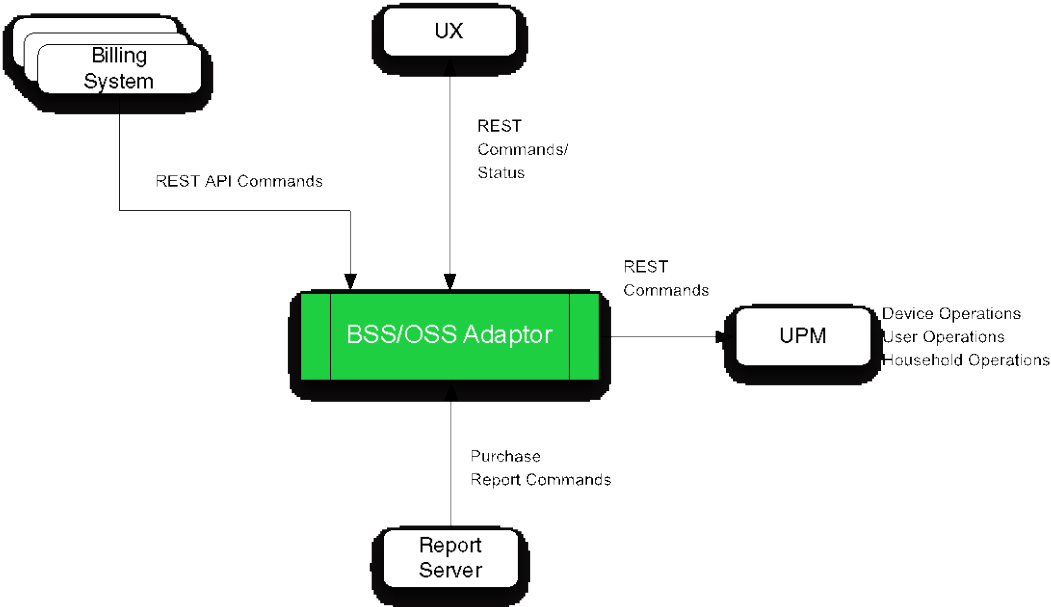 Billing
System
UX
REST
Commands/
Status
REST API Commands
REST
Commands
BSS/OSS Adaptor
UPM
Device Operations
User Operations
Household Operations
Purchase
Report Commands
Report
Server